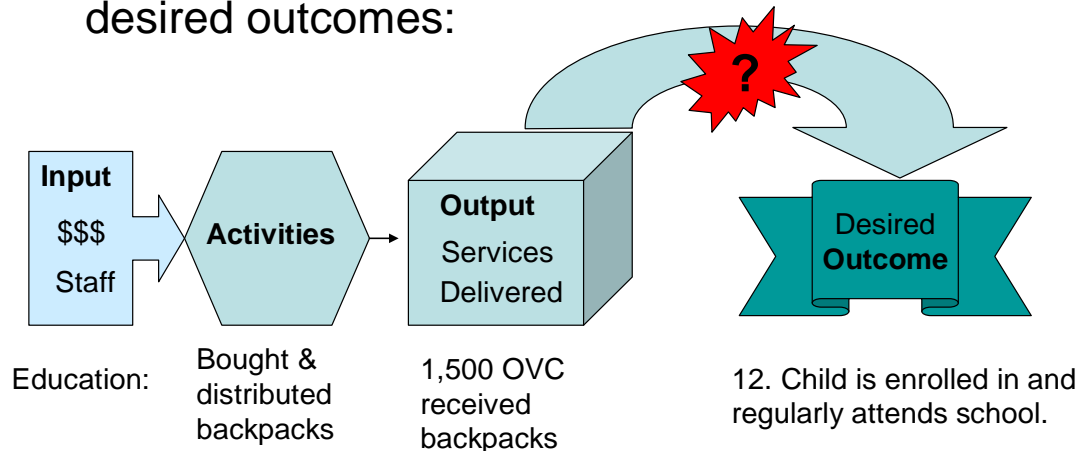 desired outcomes:
?
Input
$$$
Staff
Activities
Output
Services
Delivered
Desired
Outcome
Education:
Bought &
distributed
backpacks
1,500 OVC
received
backpacks
12. Child is enrolled in and
regularly attends school.